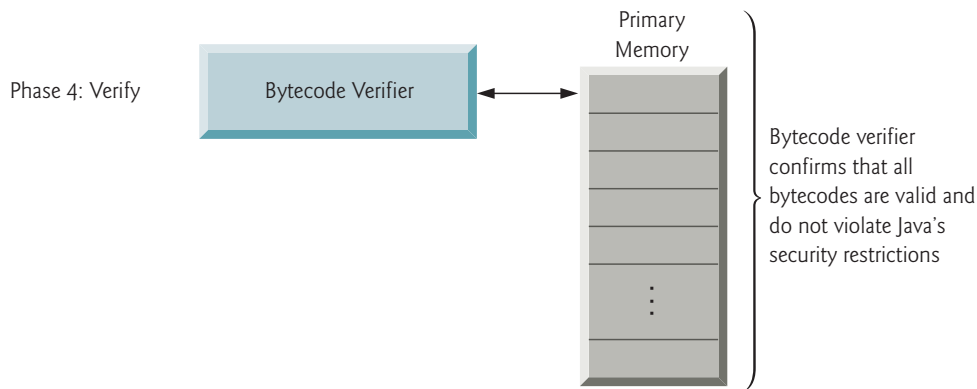 Phase 4: Verify
Bytecode Verifier
Primary
Memory
Bytecode verifier
confirms that all
bytecodes are valid and
do not violate Java’s
security restrictions